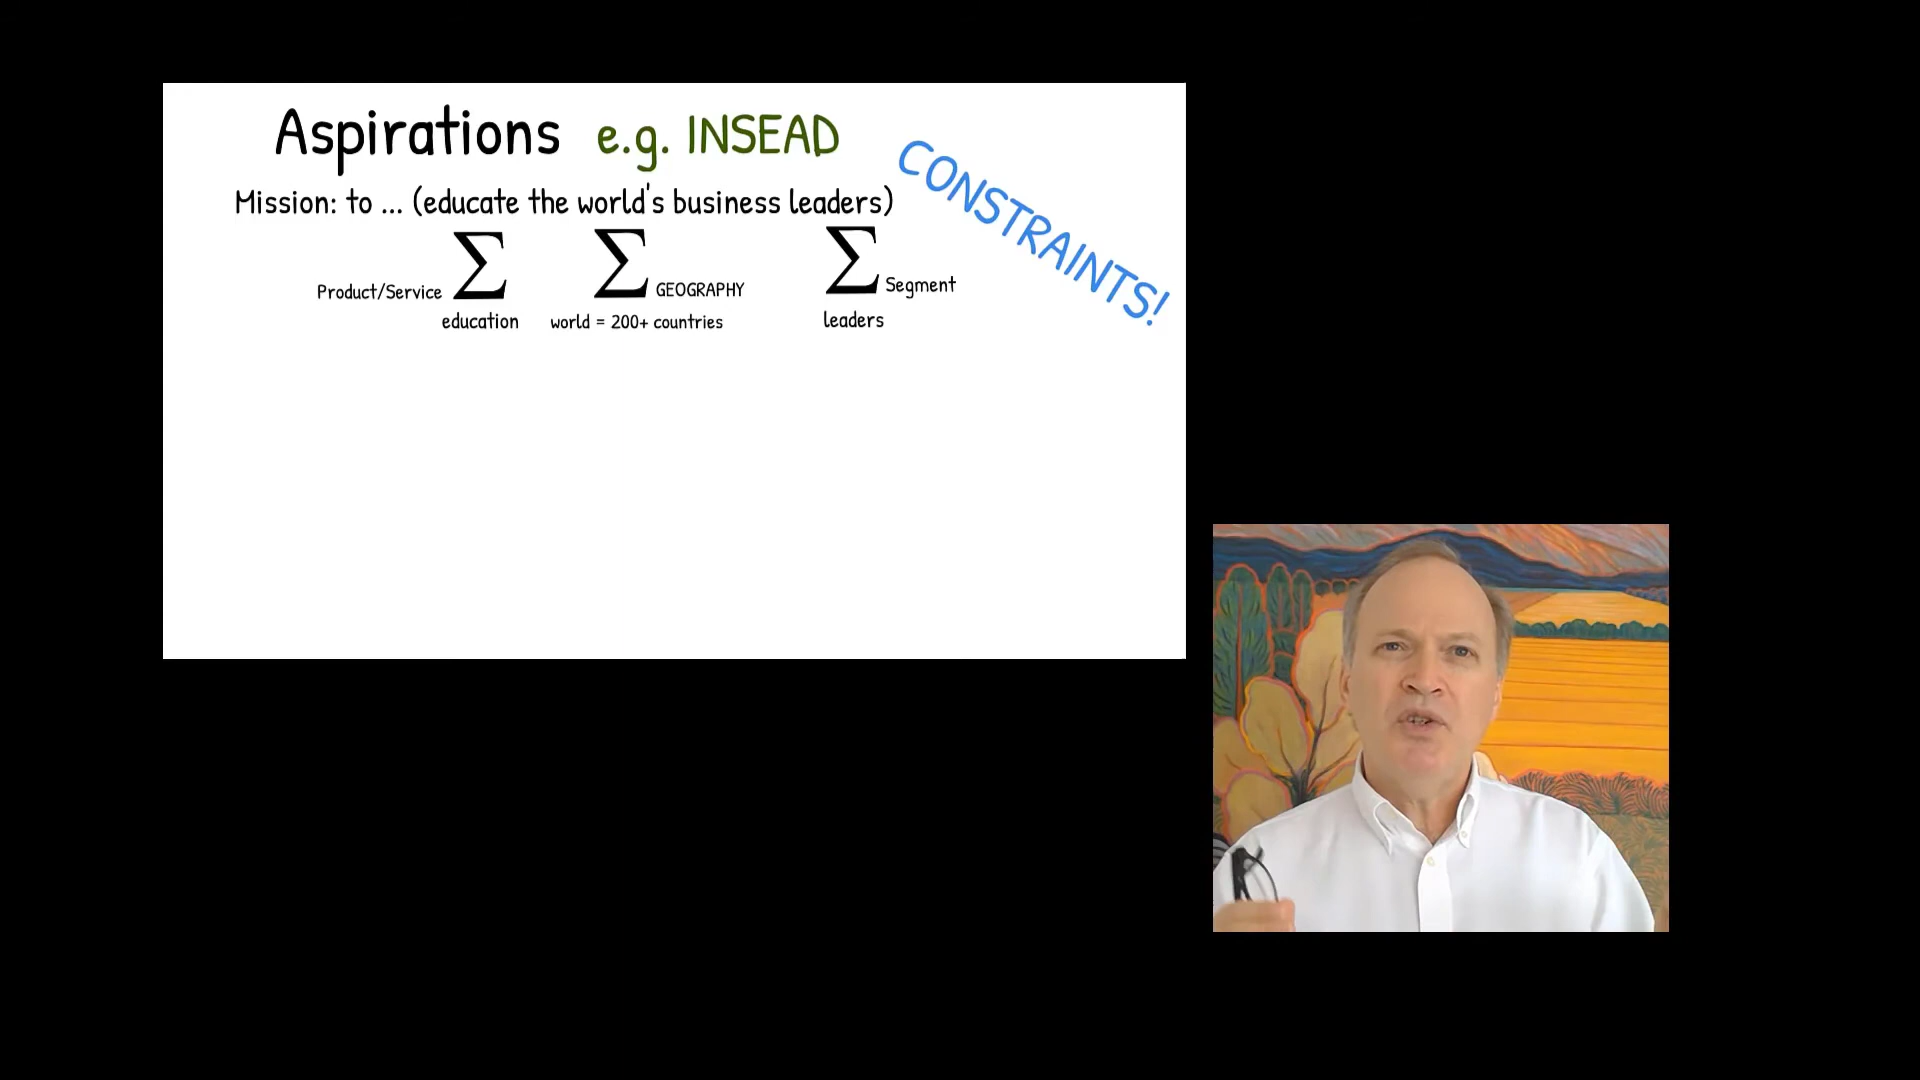 Aspirations e.g. INSEAD
CONSTRAINTS!
Mission: to ... (educate the world's business leaders)
Product/Service Σ Σ GEOGRAPHY Σ Segment
education world = 200+ countries leaders